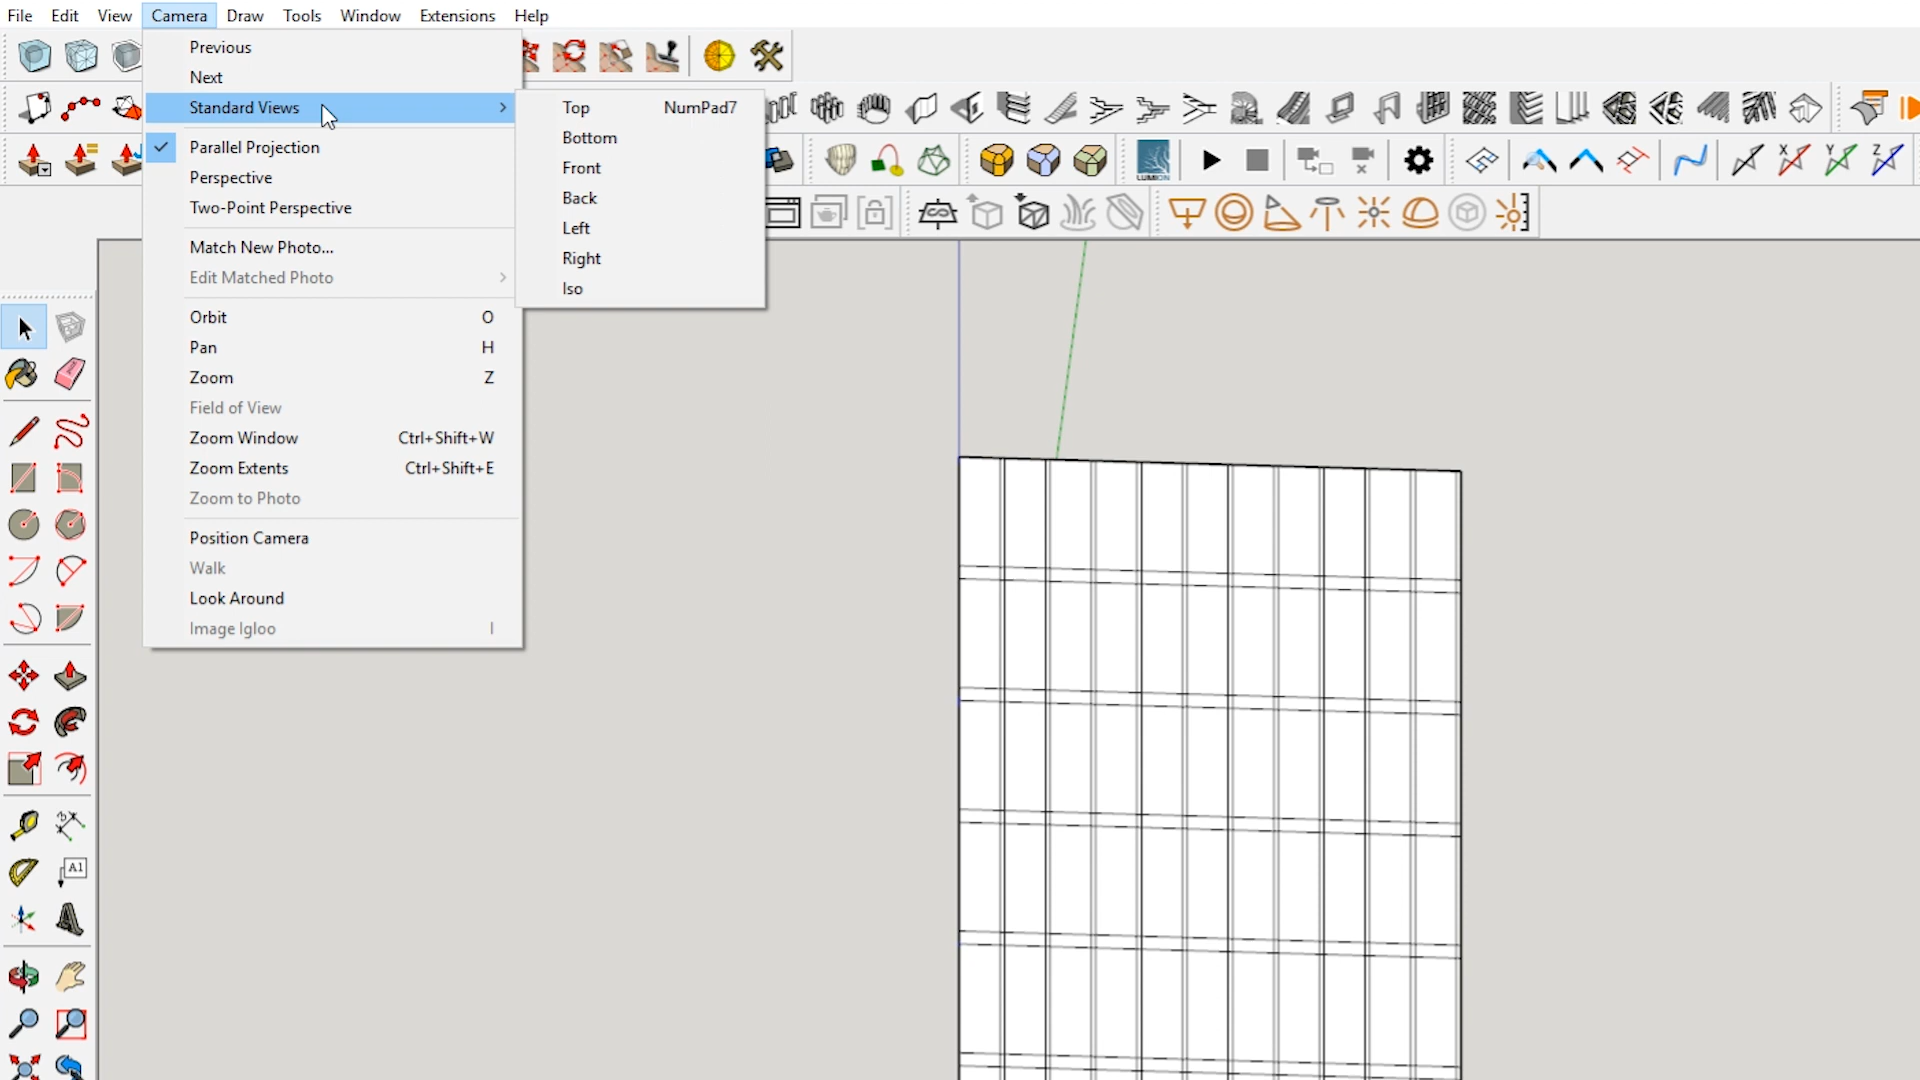 File Edit View Camera Draw Tools Window Extensions Help
Previous
Next
Standard Views
Parallel Projection
Perspective
Two-Point Perspective
Match New Photo...
Edit Matched Photo
Orbit O
Pan H
Zoom Z
Field of View
Zoom Window Ctrl+Shift+W
Zoom Extents Ctrl+Shift+E
Zoom to Photo
Position Camera
Walk
Look Around
Image Igloo I
Top NumPad7
Bottom
Front
Back
Left
Right
Iso
LUMION
X Y Z
A1